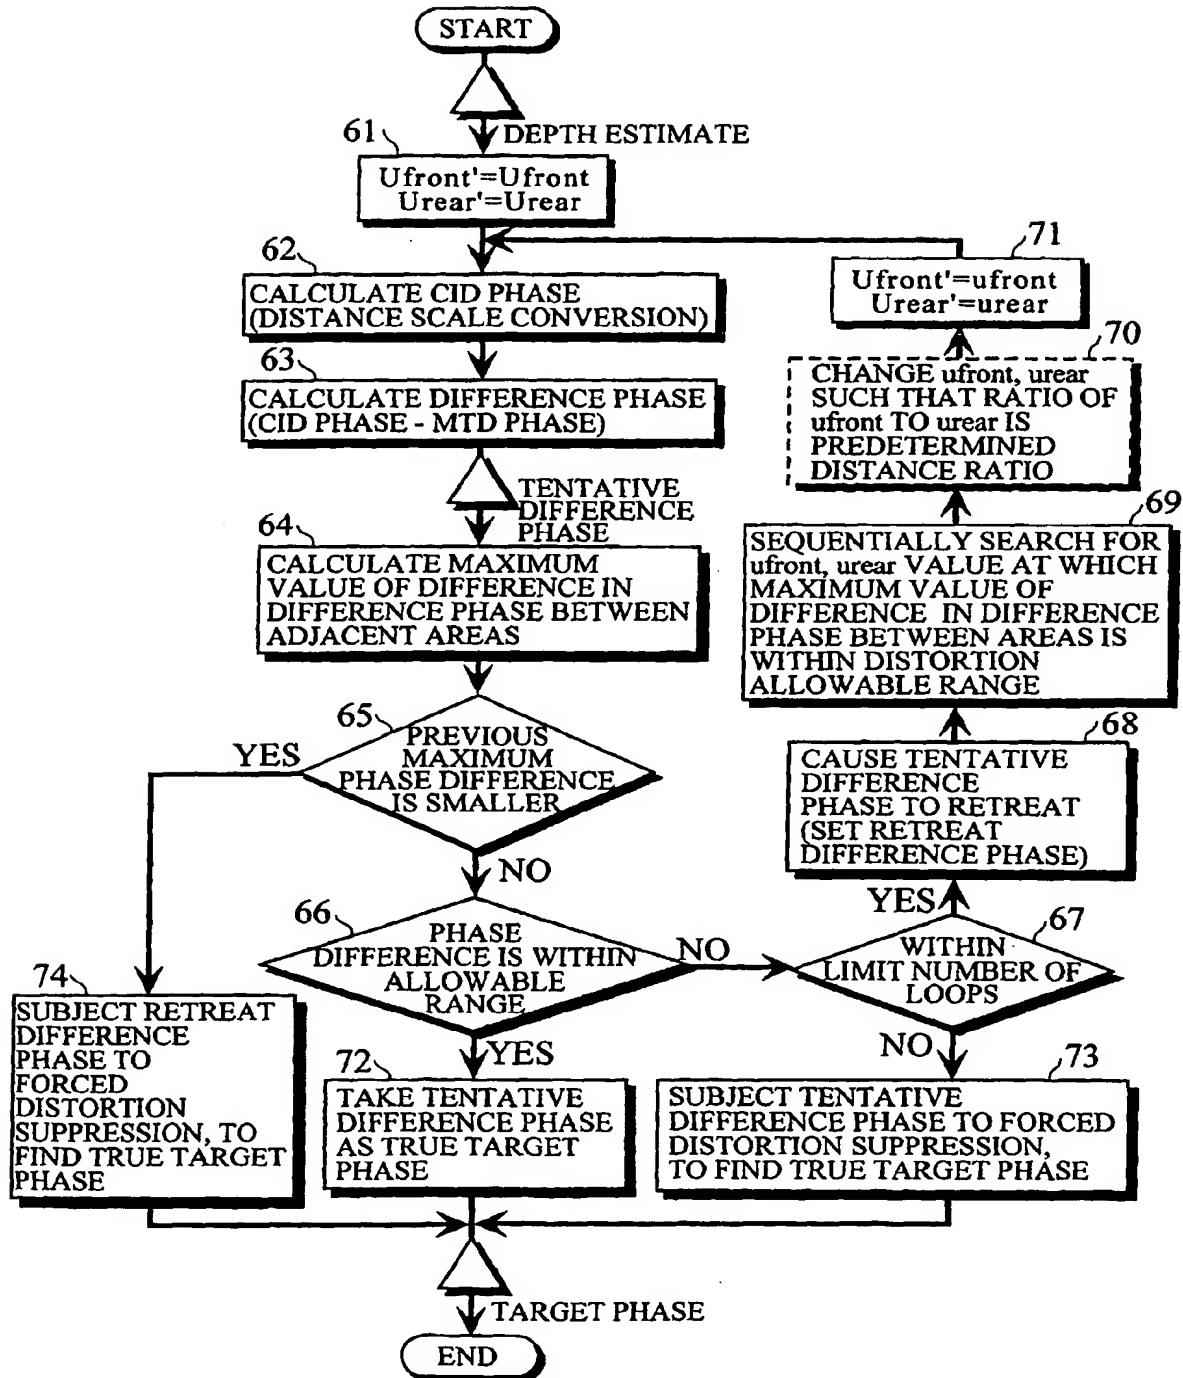 START
DEPTH ESTIMATE
61
Ufront'=Ufront
Urear'=Urear
62
CALCULATE CID PHASE
(DISTANCE SCALE CONVERSION)
63
CALCULATE DIFFERENCE PHASE
(CID PHASE - MTD PHASE)
TENTATIVE
DIFFERENCE
PHASE
64
CALCULATE MAXIMUM
VALUE OF DIFFERENCE IN
DIFFERENCE PHASE BETWEEN
ADJACENT AREAS
65
PREVIOUS
MAXIMUM
PHASE DIFFERENCE
IS SMALLER
YES
NO
66
PHASE
DIFFERENCE IS WITHIN
ALLOWABLE
RANGE
NO
YES
67
WITHIN
LIMIT NUMBER OF
LOOPS
YES
NO
68
CAUSE TENTATIVE
DIFFERENCE
PHASE TO RETREAT
(SET RETREAT
DIFFERENCE PHASE)
69
SEQUENTIALLY SEARCH FOR
ufront, urear VALUE AT WHICH
MAXIMUM VALUE OF
DIFFERENCE IN DIFFERENCE
PHASE BETWEEN AREAS IS
WITHIN DISTORTION
ALLOWABLE RANGE
70
CHANGE ufront, urear
SUCH THAT RATIO OF
ufront TO urear IS
PREDETERMINED
DISTANCE RATIO
71
Ufront'=ufront
Urear'=urear
74
SUBJECT RETREAT
DIFFERENCE
PHASE TO
FORCED
DISTORTION
SUPPRESSION, TO
FIND TRUE TARGET
PHASE
72
TAKE TENTATIVE
DIFFERENCE PHASE
AS TRUE TARGET
PHASE
73
SUBJECT TENTATIVE
DIFFERENCE PHASE TO FORCED
DISTORTION SUPPRESSION,
TO FIND TRUE TARGET PHASE
TARGET PHASE
END